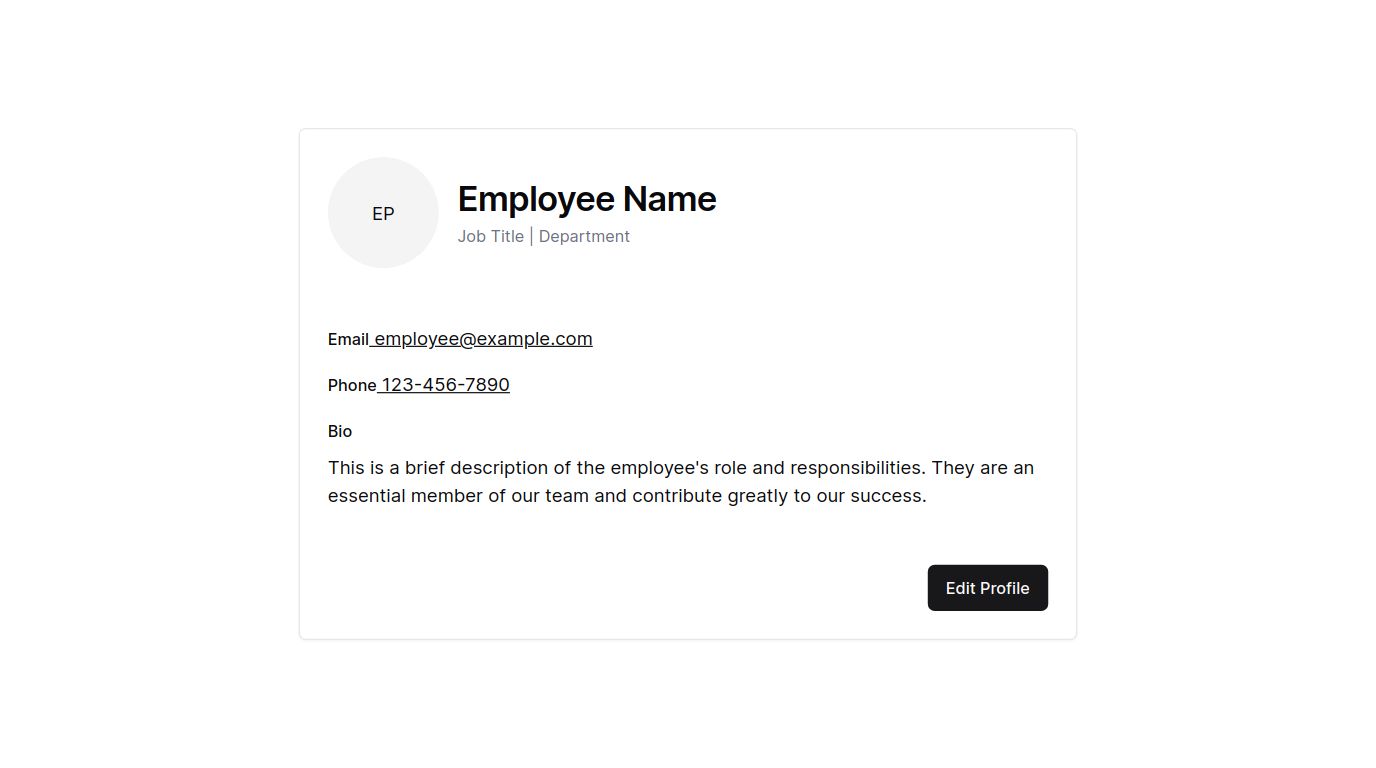 EP
Employee Name
Job Title | Department
Email employee@example.com
Phone 123-456-7890
Bio
This is a brief description of the employee's role and responsibilities. They are an
essential member of our team and contribute greatly to our success.
Edit Profile